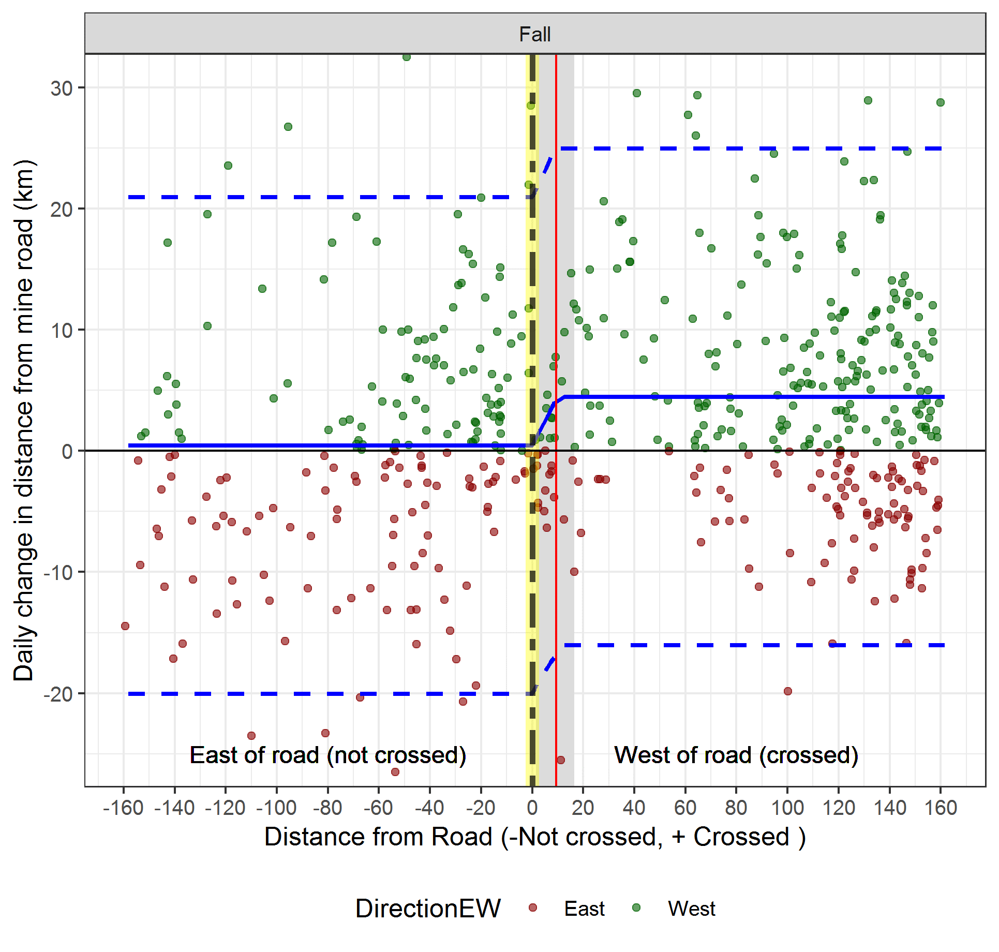 Fall
Daily change in distance from mine road (km)
30
20
10
0
-10
-20
East of road (not crossed)
West of road (crossed)
-160 -140 -120 -100 -80 -60 -40 -20 0 20 40 60 80 100 120 140 160
Distance from Road (-Not crossed, + Crossed )
DirectionEW East West